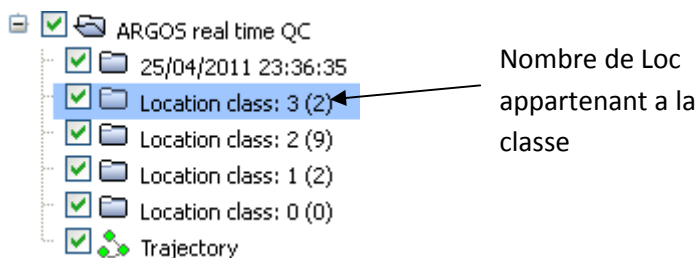 ARGOS real time QC
25/04/2011 23:36:35
Location class: 3 (2)
Location class: 2 (9)
Location class: 1 (2)
Location class: 0 (0)
Trajectory
Nombre de Loc
appartenant a la
classe